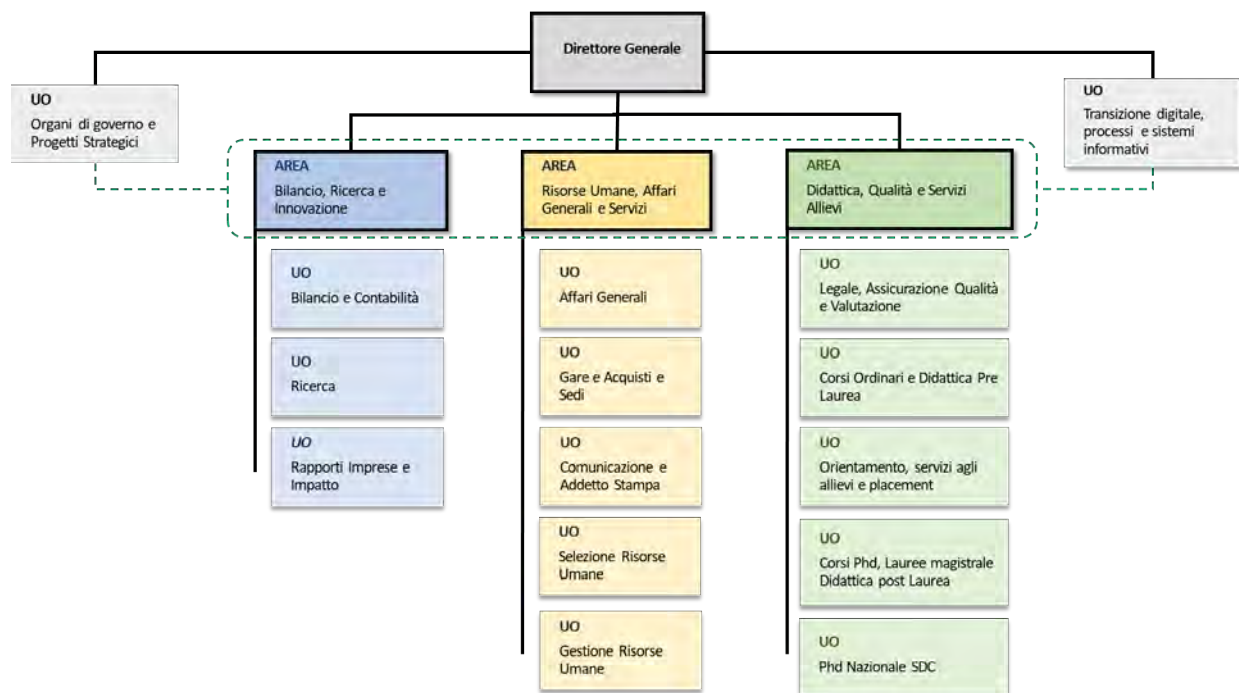 Direttore Generale
UO
Organi di governo e
Progetti Strategici
UO
Transizione digitale,
processi e sistemi
informativi
AREA
Bilancio, Ricerca e
Innovazione
UO
Bilancio e Contabilità
UO
Ricerca
UO
Rapporti Imprese e
Impatto
AREA
Risorse Umane, Affari
Generali e Servizi
UO
Affari Generali
UO
Gare e Acquisti e
Sedi
UO
Comunicazione e
Addetto Stampa
UO
Selezione Risorse
Umane
UO
Gestione Risorse
Umane
AREA
Didattica, Qualità e Servizi
Allievi
UO
Legale, Assicurazione Qualità
e Valutazione
UO
Corsi Ordinari e Didattica Pre
Laurea
UO
Orientamento, servizi agli
allievi e placement
UO
Corsi Phd, Lauree magistrale
Didattica post Laurea
UO
Phd Nazionale SDC